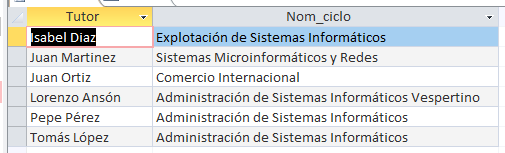 Tutor Nom_ciclo
Isabel Diaz Explotación de Sistemas Informáticos
Juan Martinez Sistemas Microinformáticos y Redes
Juan Ortiz Comercio Internacional
Lorenzo Ansón Administración de Sistemas Informáticos Vespertino
Pepe Pérez Administración de Sistemas Informáticos
Tomás López Administración de Sistemas Informáticos